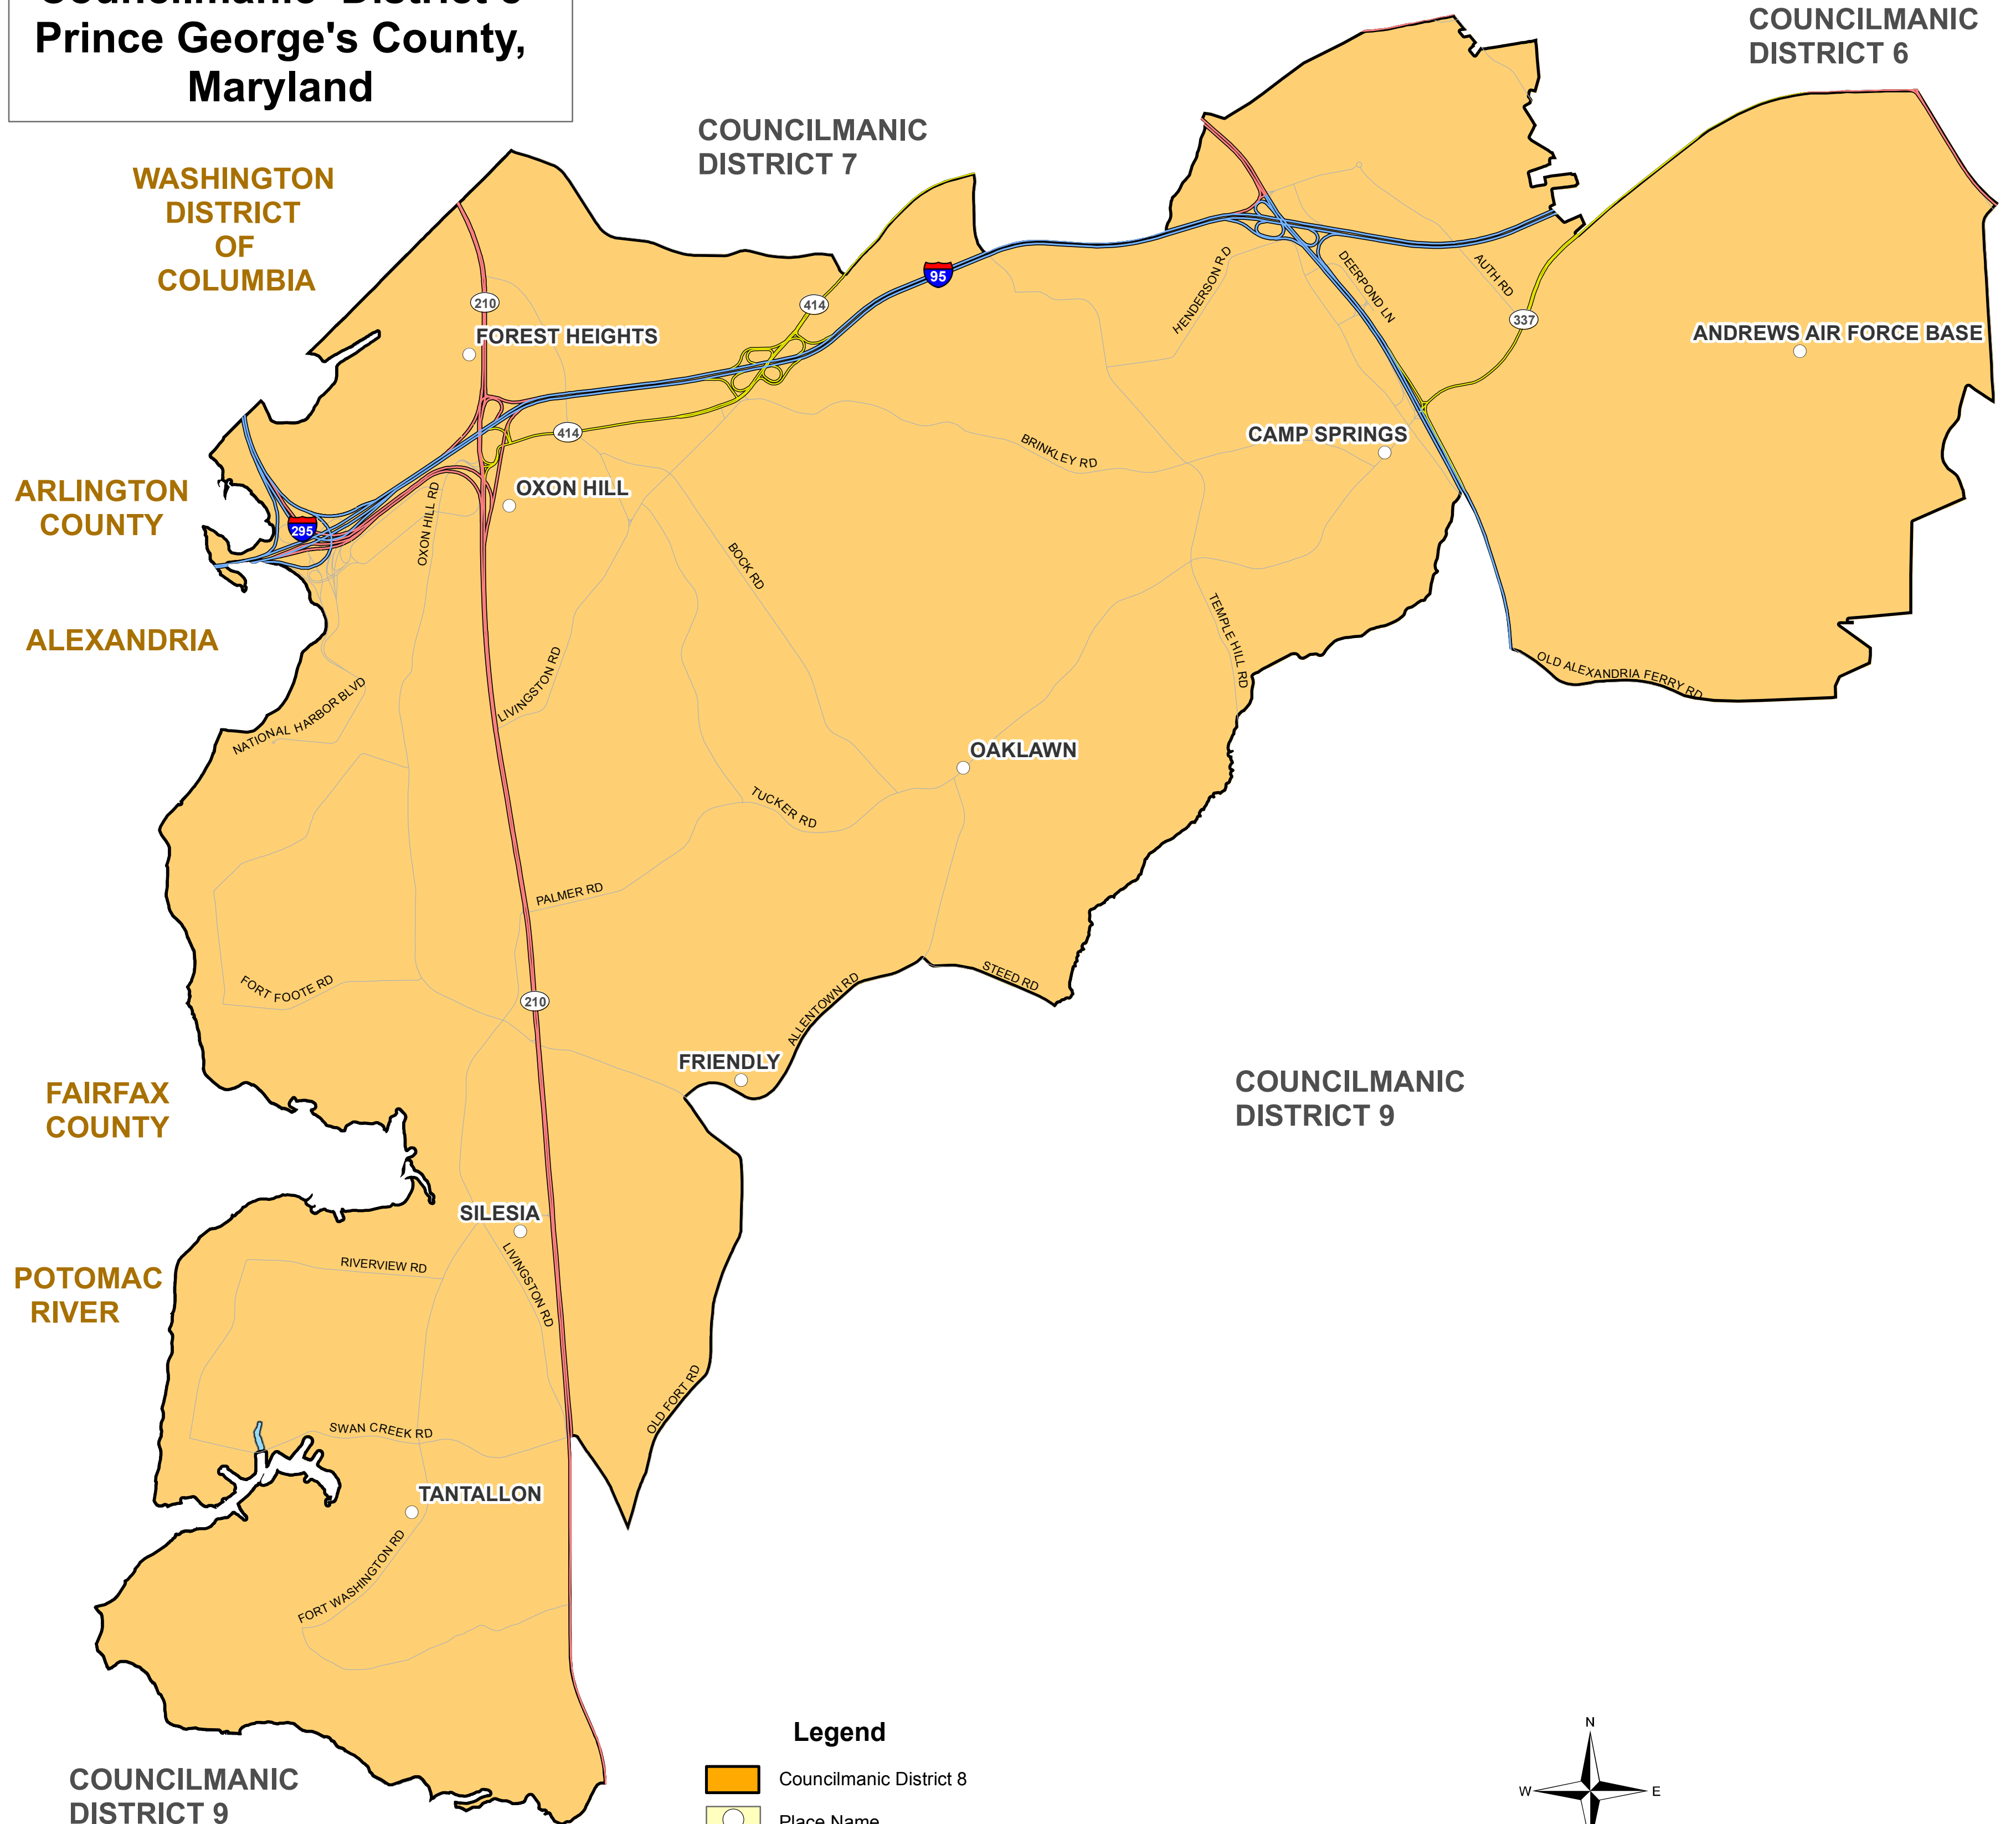 Councilmanic District 8
Prince George's County,
Maryland
COUNCILMANIC
DISTRICT 6
COUNCILMANIC
DISTRICT 7
WASHINGTON
DISTRICT
OF
COLUMBIA
210
FOREST HEIGHTS
414
95
HENDERSON RD
DEERPOND LN
AUTH RD
337
ANDREWS AIR FORCE BASE
414
BRINKLEY RD
CAMP SPRINGS
ARLINGTON
COUNTY
OXON HILL
OXON HILL RD
295
BOCK RD
TEMPLE HILL RD
ALEXANDRIA
LIVINGSTON RD
OLD ALEXANDRIA FERRY RD
NATIONAL HARBOR BLVD
OAKLAWN
TUCKER RD
PALMER RD
FORT FOOTE RD
210
STEED RD
ALLENTOWN RD
FRIENDLY
FAIRFAX
COUNTY
COUNCILMANIC
DISTRICT 9
SILESIA
LIVINGSTON RD
RIVERVIEW RD
POTOMAC
RIVER
OLD FORT RD
SWAN CREEK RD
TANTALLON
FORT WASHINGTON RD
Legend
Councilmanic District 8
Place Name
COUNCILMANIC
DISTRICT 9
N
W
E